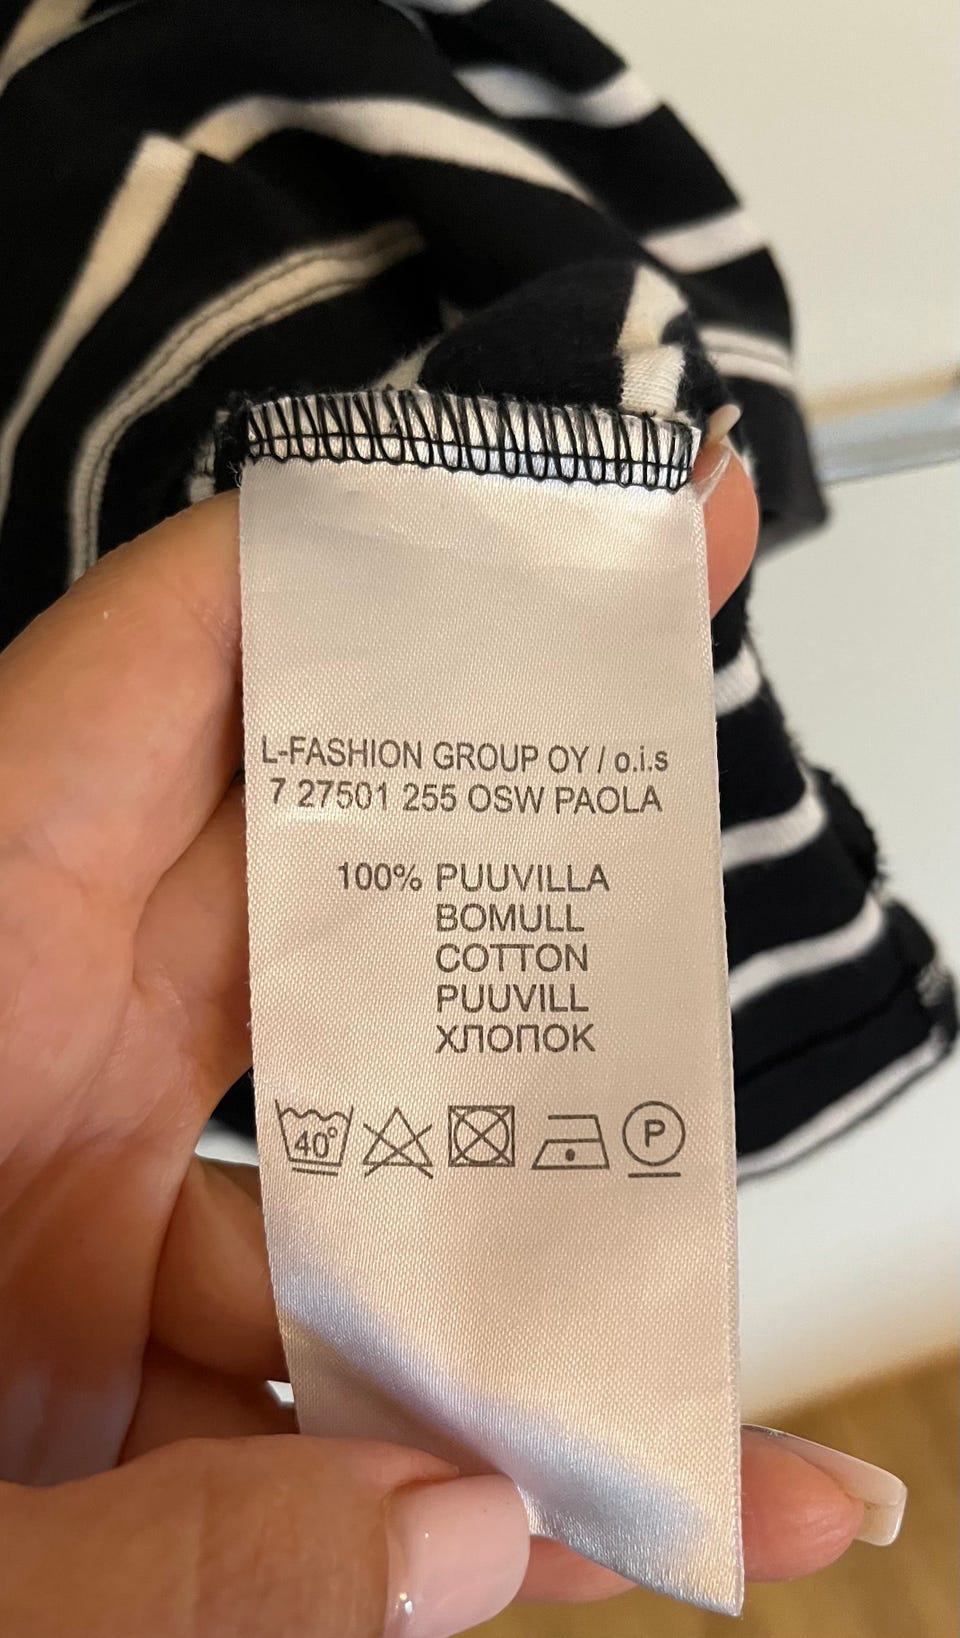 L-FASHION GROUP OY / o.i.s
7 27501 255 OSW PAOLA
100% PUUVILLA
BOMULL
COTTON
PUUVILL
ХЛОПОК
40° P